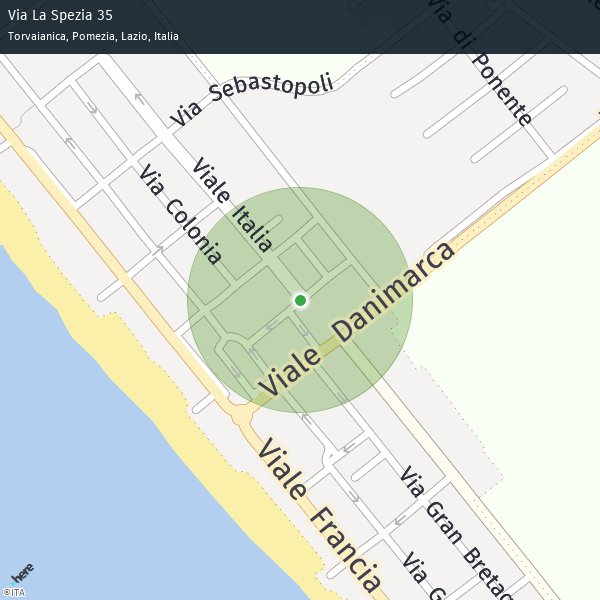 Via La Spezia 35
Torvaianica, Pomezia, Lazio, Italia
Via di Ponente
Via Sebastopoli
Viale Italia
Via Colonia
Viale Danimarca
Viale Francia
Via Gran Bretag
Via G
here
©ITA